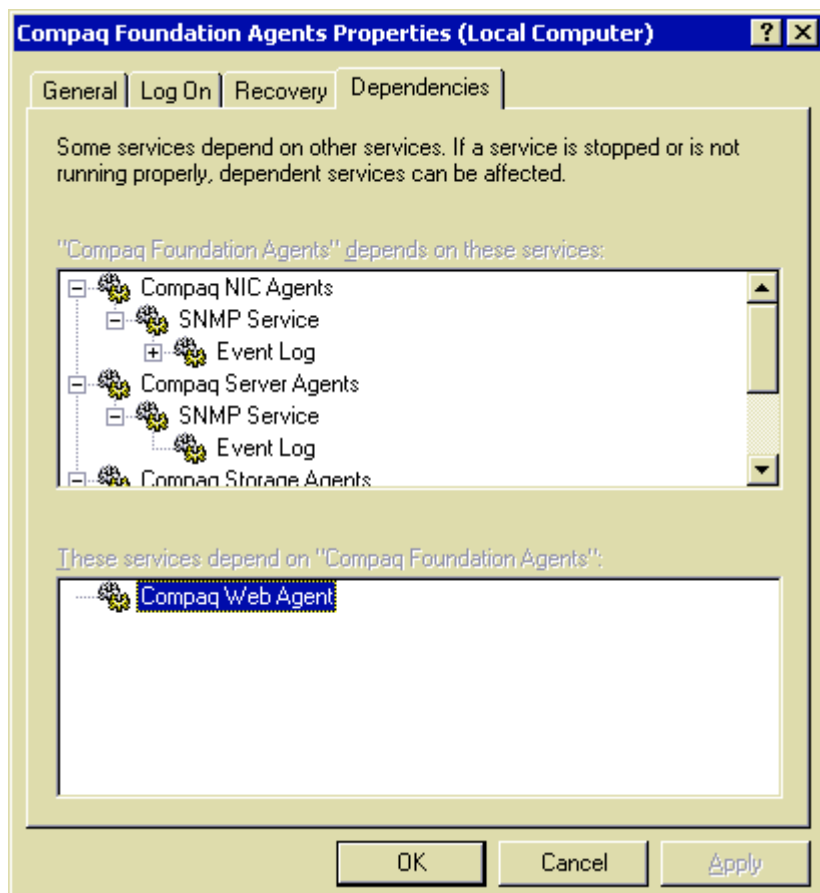 Compaq Foundation Agents Properties (Local Computer)
General Log On Recovery Dependencies
Some services depend on other services. If a service is stopped or is not
running properly, dependent services can be affected.
"Compaq Foundation Agents" depends on these services:
Compaq NIC Agents
SNMP Service
Event Log
Compaq Server Agents
SNMP Service
Event Log
Compaq Storage Agents
These services depend on "Compaq Foundation Agents":
Compaq Web Agent
OK Cancel Apply